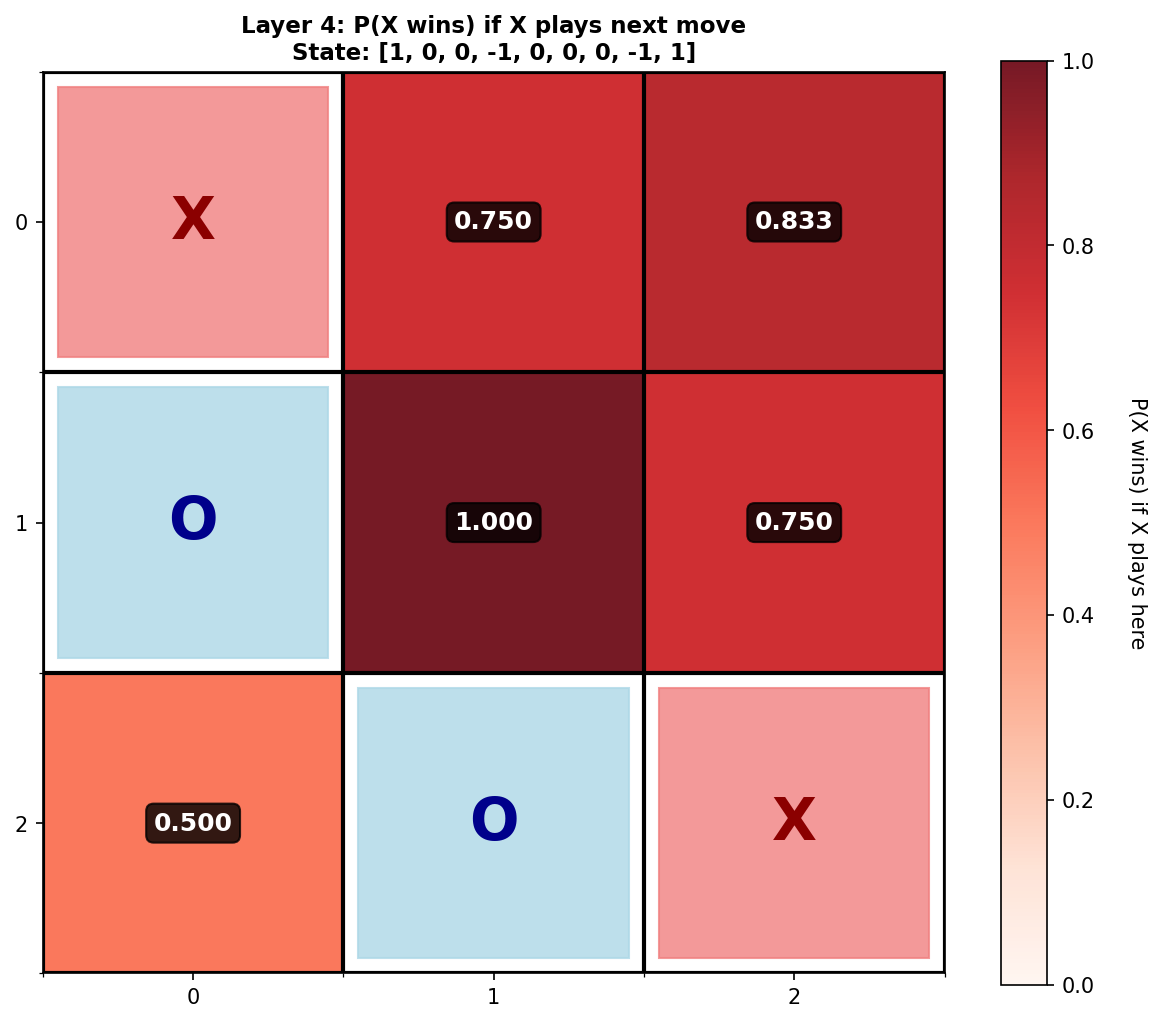 Layer 4: P(X wins) if X plays next move
State: [1, 0, 0, -1, 0, 0, 0, -1, 1]
0
X
0.750
0.833
1
O
1.000
0.750
2
0.500
O
X
0
1
2
1.0
0.8
0.6
0.4
0.2
0.0
P(X wins) if X plays here